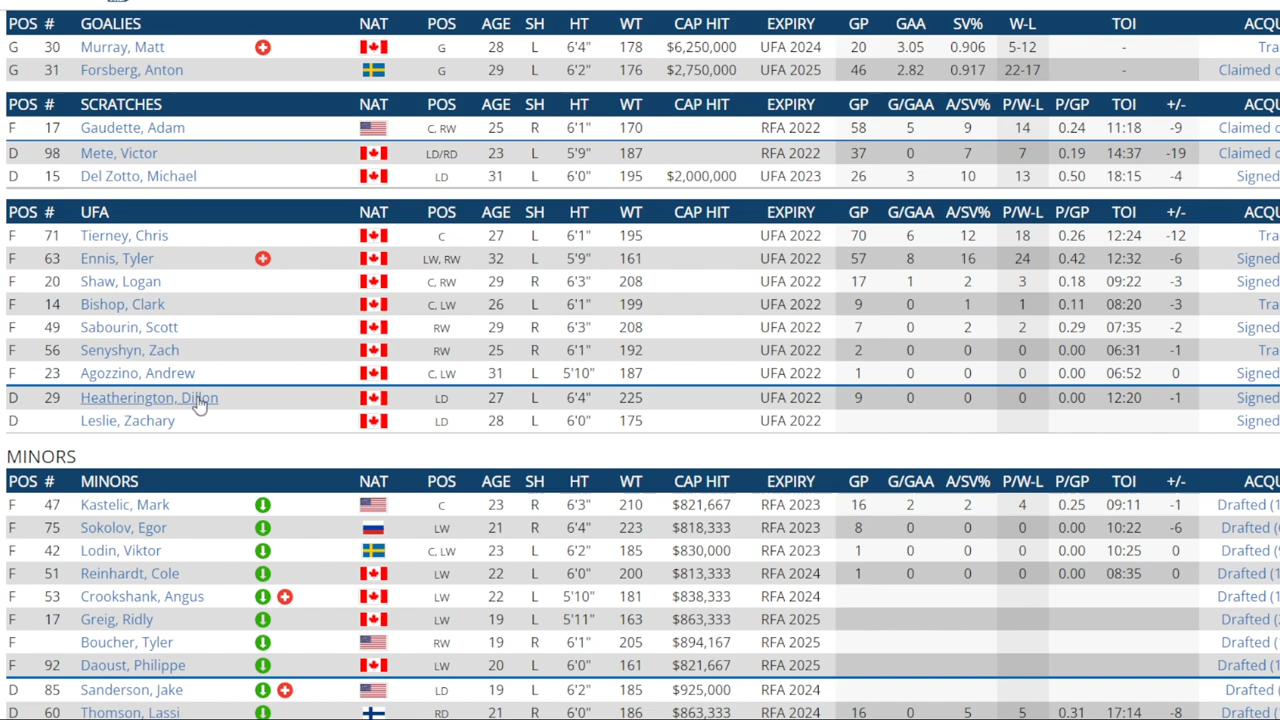 POS # GOALIES NAT POS AGE SH HT WT CAP HIT EXPIRY GP GAA SV% W-L TOI ACQU
G 30 Murray, Matt G 28 L 6'4" 178 $6,250,000 UFA 2024 20 3.05 0.906 5-12 - Tra
G 31 Forsberg, Anton G 29 L 6'2" 176 $2,750,000 UFA 2025 46 2.82 0.917 22-17 - Claimed o
POS # SCRATCHES NAT POS AGE SH HT WT CAP HIT EXPIRY GP G/GAA A/SV% P/W-L P/GP TOI +/- ACQU
F 17 Gaudette, Adam C, RW 25 R 6'1" 170 RFA 2022 58 5 9 14 0.24 11:18 -9 Claimed o
D 98 Mete, Victor LD/RD 23 L 5'9" 187 RFA 2022 37 0 7 7 0.19 14:37 -19 Claimed o
D 15 Del Zotto, Michael LD 31 L 6'0" 195 $2,000,000 UFA 2023 26 3 10 13 0.50 18:15 -4 Signed
POS # UFA NAT POS AGE SH HT WT CAP HIT EXPIRY GP G/GAA A/SV% P/W-L P/GP TOI +/- ACQU
F 71 Tierney, Chris C 27 L 6'1" 195 UFA 2022 70 6 12 18 0.26 12:24 -12 Tra
F 63 Ennis, Tyler LW, RW 32 L 5'9" 161 UFA 2022 57 8 16 24 0.42 12:32 -6 Signed
F 20 Shaw, Logan C, RW 29 R 6'3" 208 UFA 2022 17 1 2 3 0.18 09:22 -3 Signed
F 14 Bishop, Clark C, LW 26 L 6'1" 199 UFA 2022 9 0 1 1 0.11 08:20 -3 Tra
F 49 Sabourin, Scott RW 29 R 6'3" 208 UFA 2022 7 0 2 2 0.29 07:35 -2 Signed
F 56 Senyshyn, Zach RW 25 R 6'1" 192 UFA 2022 2 0 0 0 0.00 06:31 -1 Tra
F 23 Agozzino, Andrew C, LW 31 L 5'10" 187 UFA 2022 1 0 0 0 0.00 06:52 0 Signed
D 29 Heatherington, Dillon LD 27 L 6'4" 225 UFA 2022 9 0 0 0 0.00 12:20 -1 Signed
D Leslie, Zachary LD 28 L 6'0" 175 UFA 2022 Signed
MINORS
POS # MINORS NAT POS AGE SH HT WT CAP HIT EXPIRY GP G/GAA A/SV% P/W-L P/GP TOI +/- ACQU
F 47 Kastelic, Mark C 23 R 6'3" 210 $821,667 RFA 2023 16 2 2 4 0.25 09:11 -1 Drafted (1
F 75 Sokolov, Egor LW 21 R 6'4" 223 $818,333 RFA 2023 8 0 0 0 0.00 10:22 -6 Drafted (6
F 42 Lodin, Viktor C, LW 23 L 6'2" 185 $830,000 RFA 2023 1 0 0 0 0.00 10:25 0 Drafted (9
F 51 Reinhardt, Cole LW 22 L 6'0" 200 $813,333 RFA 2024 1 0 0 0 0.00 08:35 0 Drafted (1
F 53 Crookshank, Angus LW 22 L 5'10" 181 $838,333 RFA 2024 Drafted (1
F 17 Greig, Ridly LW 19 L 5'11" 163 $863,333 RFA 2025 Drafted (2
F Boucher, Tyler RW 19 R 6'1" 205 $894,167 RFA 2025 Drafted (1
F 92 Daoust, Philippe LW 20 L 6'0" 161 $821,667 RFA 2025 Drafted (1
D 85 Sanderson, Jake LD 19 L 6'2" 185 $925,000 RFA 2024 Drafted (
D 60 Thomson, Lassi RD 21 R 6'0" 186 $863,333 RFA 2024 16 0 5 5 0.31 17:14 -8 Drafted (1